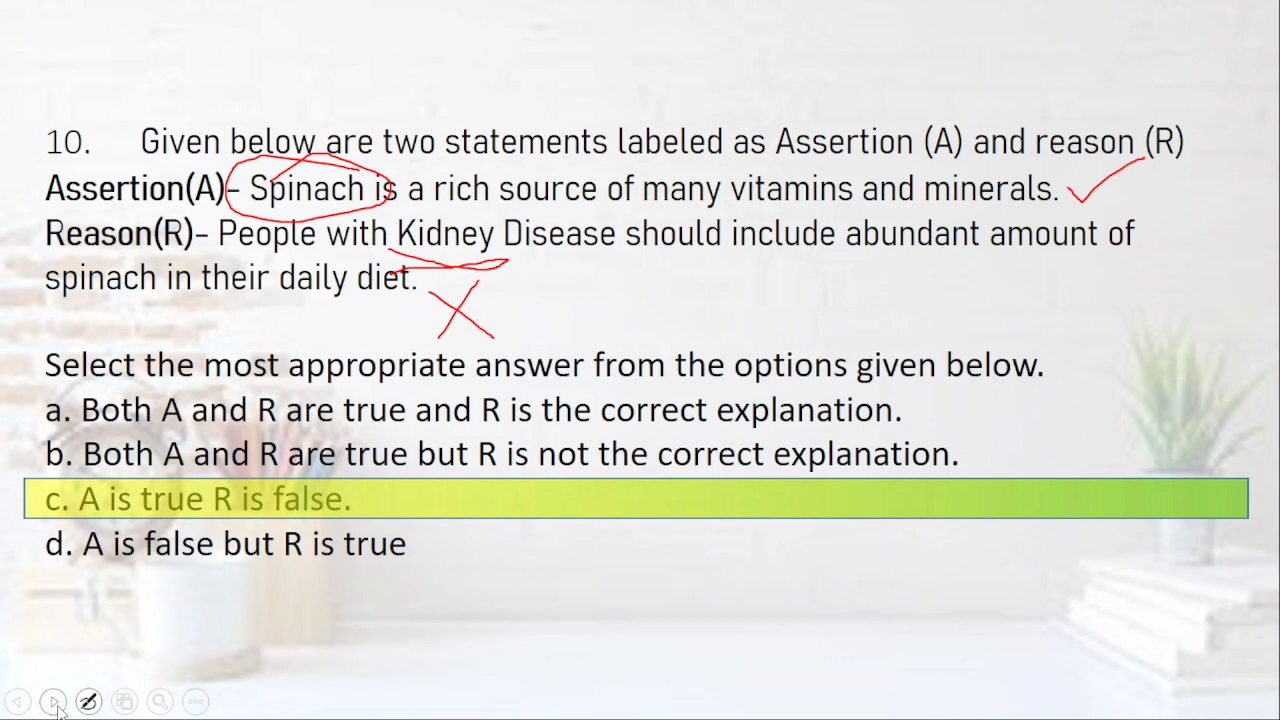 10. Given below are two statements labeled as Assertion (A) and reason (R)
Assertion(A)- Spinach is a rich source of many vitamins and minerals.
Reason(R)- People with Kidney Disease should include abundant amount of
spinach in their daily diet.
Select the most appropriate answer from the options given below.
a. Both A and R are true and R is the correct explanation.
b. Both A and R are true but R is not the correct explanation.
c. A is true R is false.
d. A is false but R is true